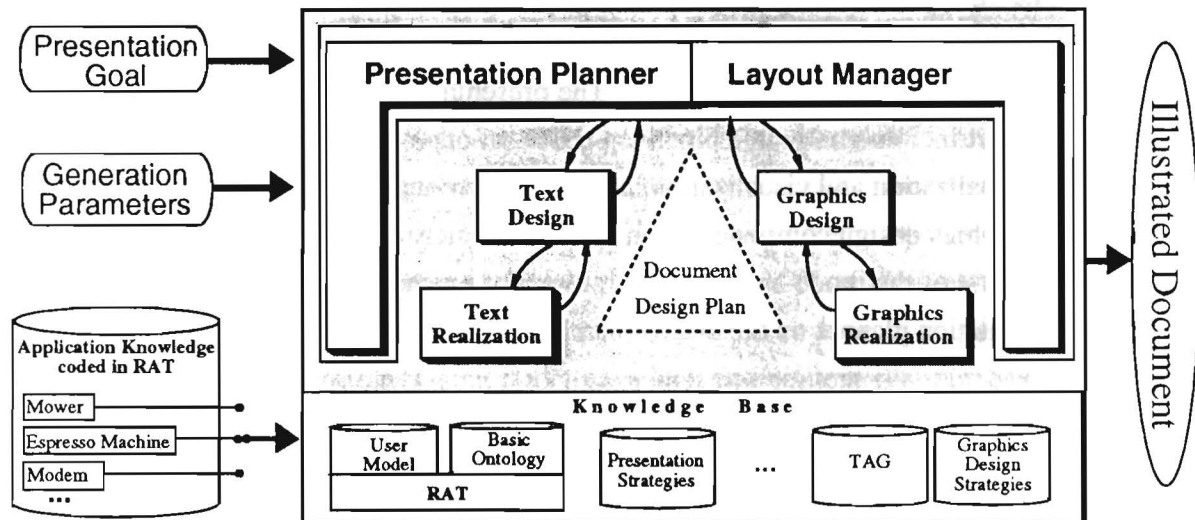 Presentation
Goal
Generation
Parameters
Application Knowledge
coded in RAT
Mower
Espresso Machine
Modem
...
Presentation Planner
Layout Manager
The presenter
Text
Design
Text
Realization
Document
Design Plan
Graphics
Design
Graphics
Realization
Knowledge Base
User
Model
Basic
Ontology
RAT
Presentation
Strategies
...
TAG
Graphics
Design
Strategies
Illustrated Document